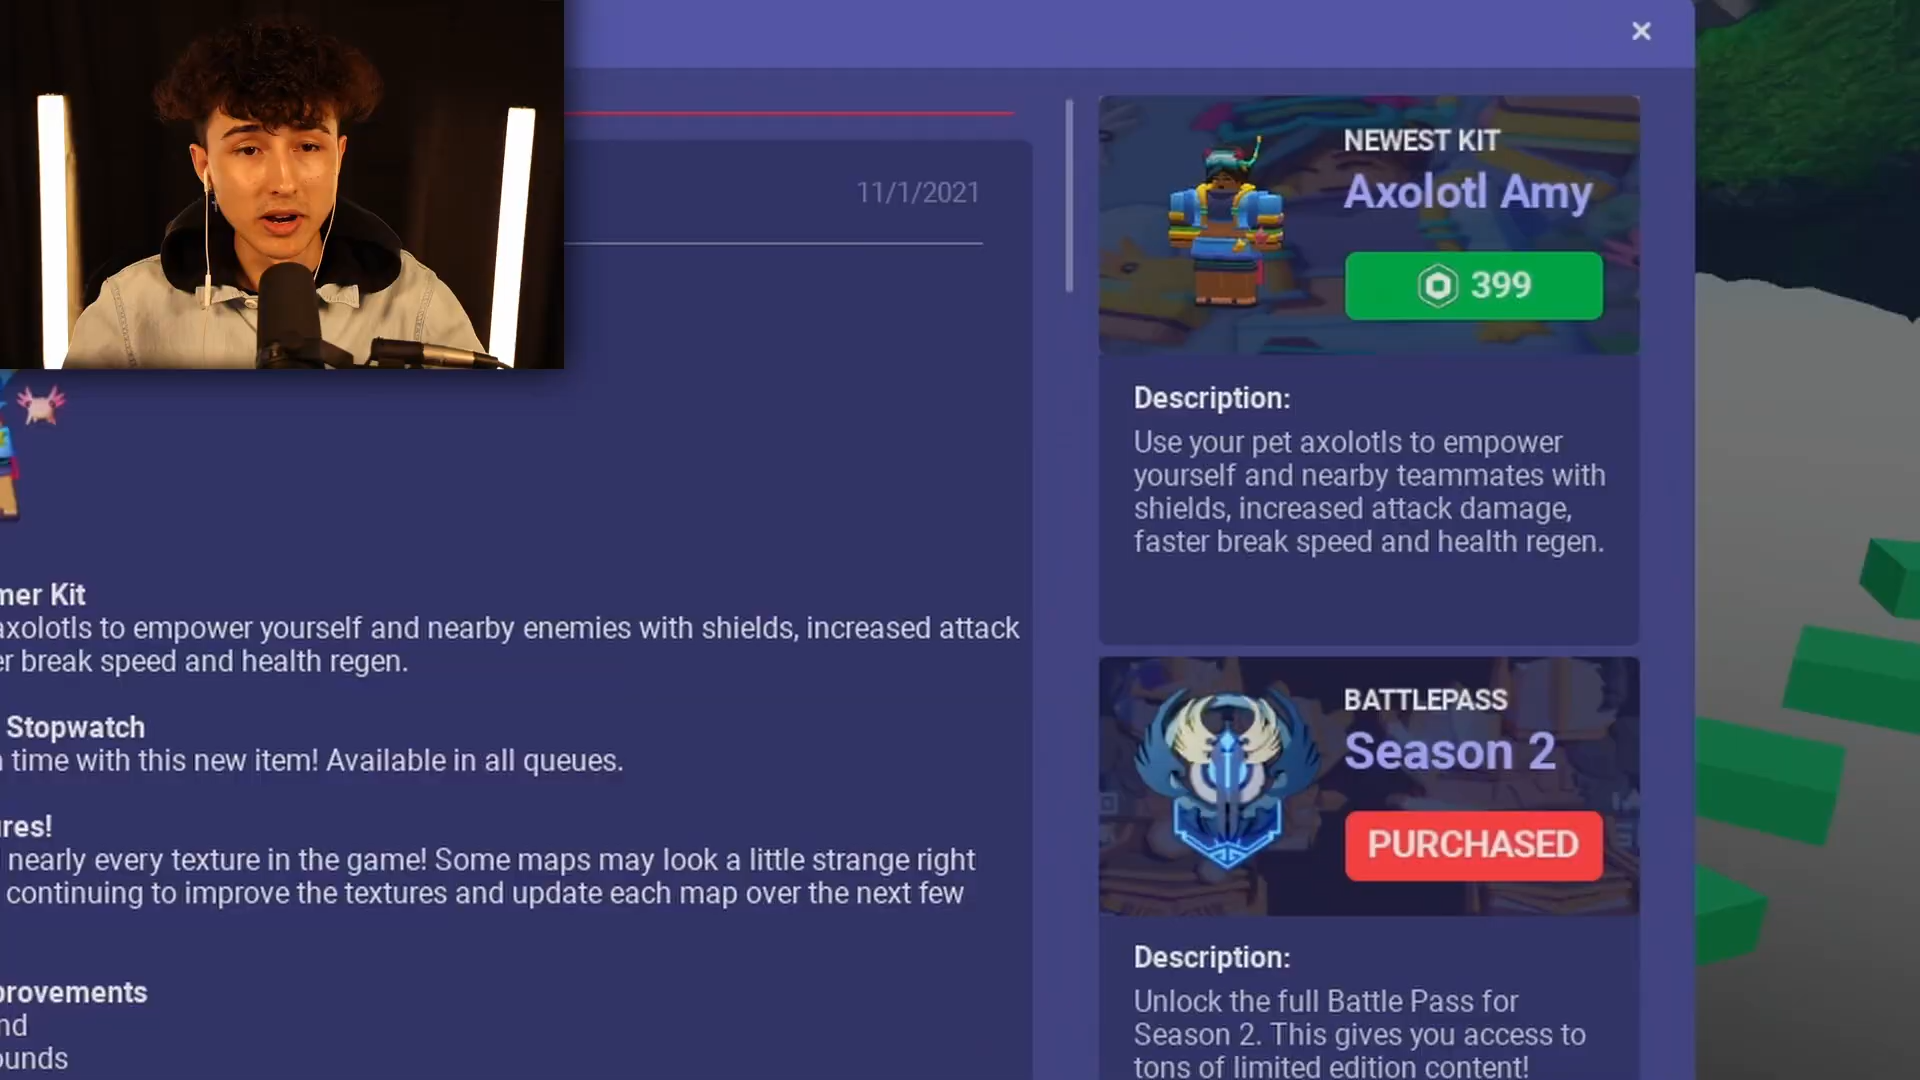 11/1/2021
mer Kit
axolotls to empower yourself and nearby enemies with shields, increased attack
er break speed and health regen.
Stopwatch
time with this new item! Available in all queues.
ures!
nearly every texture in the game! Some maps may look a little strange right
continuing to improve the textures and update each map over the next few
provements
nd
ounds
NEWEST KIT
Axolotl Amy
399
Description:
Use your pet axolotls to empower
yourself and nearby teammates with
shields, increased attack damage,
faster break speed and health regen.
BATTLEPASS
Season 2
PURCHASED
Description:
Unlock the full Battle Pass for
Season 2. This gives you access to
tons of limited edition content!